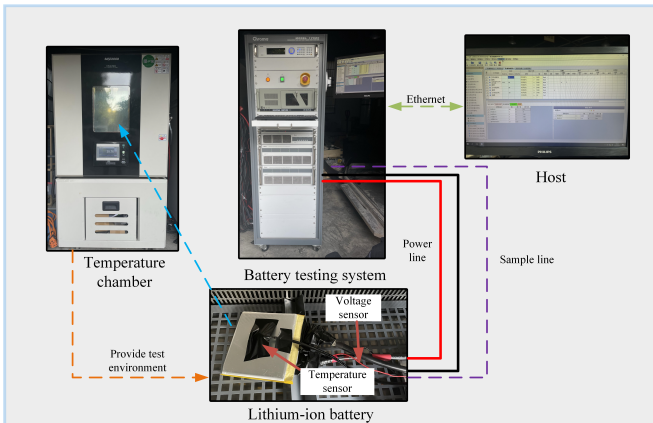 Ethernet
Host
Temperature
chamber
Battery testing system
Power
line
Sample line
Voltage
sensor
Provide test
environment
Temperature
sensor
Lithium-ion battery